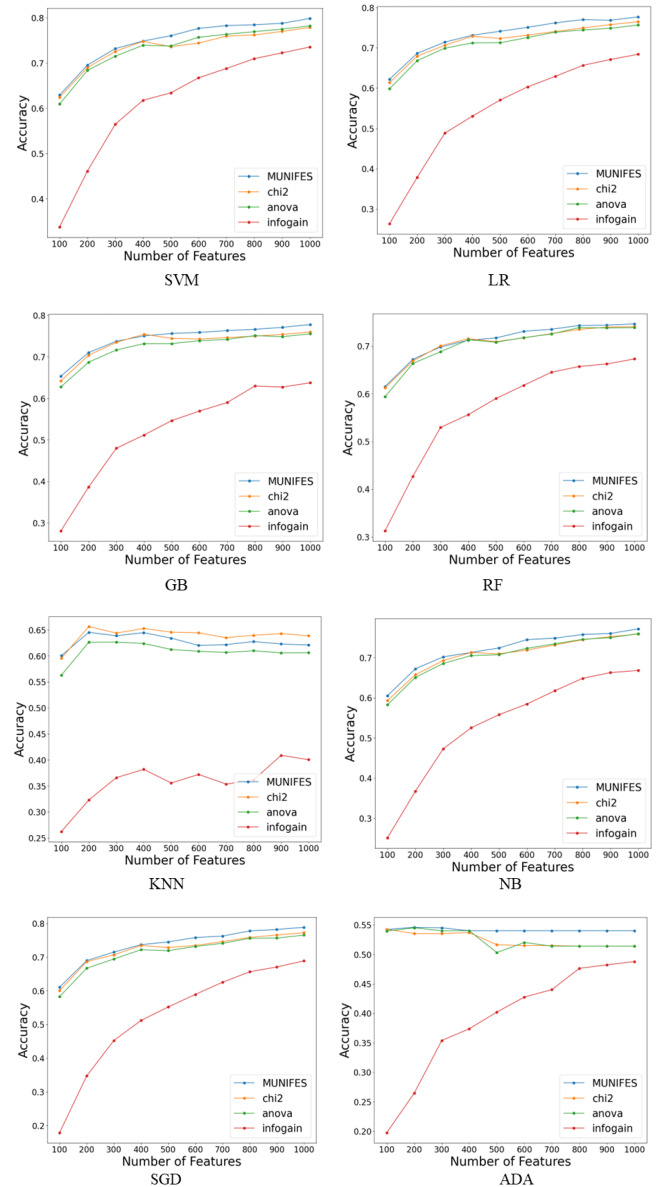 0.8
0.7
0.6
0.5
0.4
Accuracy
MUNIFES
chi2
anova
infogain
100 200 300 400 500 600 700 800 900 1000
Number of Features
SVM
0.8
0.7
0.6
0.5
0.4
0.3
Accuracy
MUNIFES
chi2
anova
infogain
100 200 300 400 500 600 700 800 900 1000
Number of Features
LR
0.8
0.7
0.6
0.5
0.4
0.3
Accuracy
MUNIFES
chi2
anova
infogain
100 200 300 400 500 600 700 800 900 1000
Number of Features
GB
0.7
0.6
0.5
0.4
0.3
Accuracy
MUNIFES
chi2
anova
infogain
100 200 300 400 500 600 700 800 900 1000
Number of Features
RF
0.65
0.60
0.55
0.50
0.45
0.40
0.35
0.30
0.25
Accuracy
MUNIFES
chi2
anova
infogain
100 200 300 400 500 600 700 800 900 1000
Number of Features
KNN
0.7
0.6
0.5
0.4
0.3
Accuracy
MUNIFES
chi2
anova
infogain
100 200 300 400 500 600 700 800 900 1000
Number of Features
NB
0.8
0.7
0.6
0.5
0.4
0.3
0.2
Accuracy
MUNIFES
chi2
anova
infogain
100 200 300 400 500 600 700 800 900 1000
Number of Features
SGD
0.55
0.50
0.45
0.40
0.35
0.30
0.25
0.20
Accuracy
MUNIFES
chi2
anova
infogain
100 200 300 400 500 600 700 800 900 1000
Number of Features
ADA